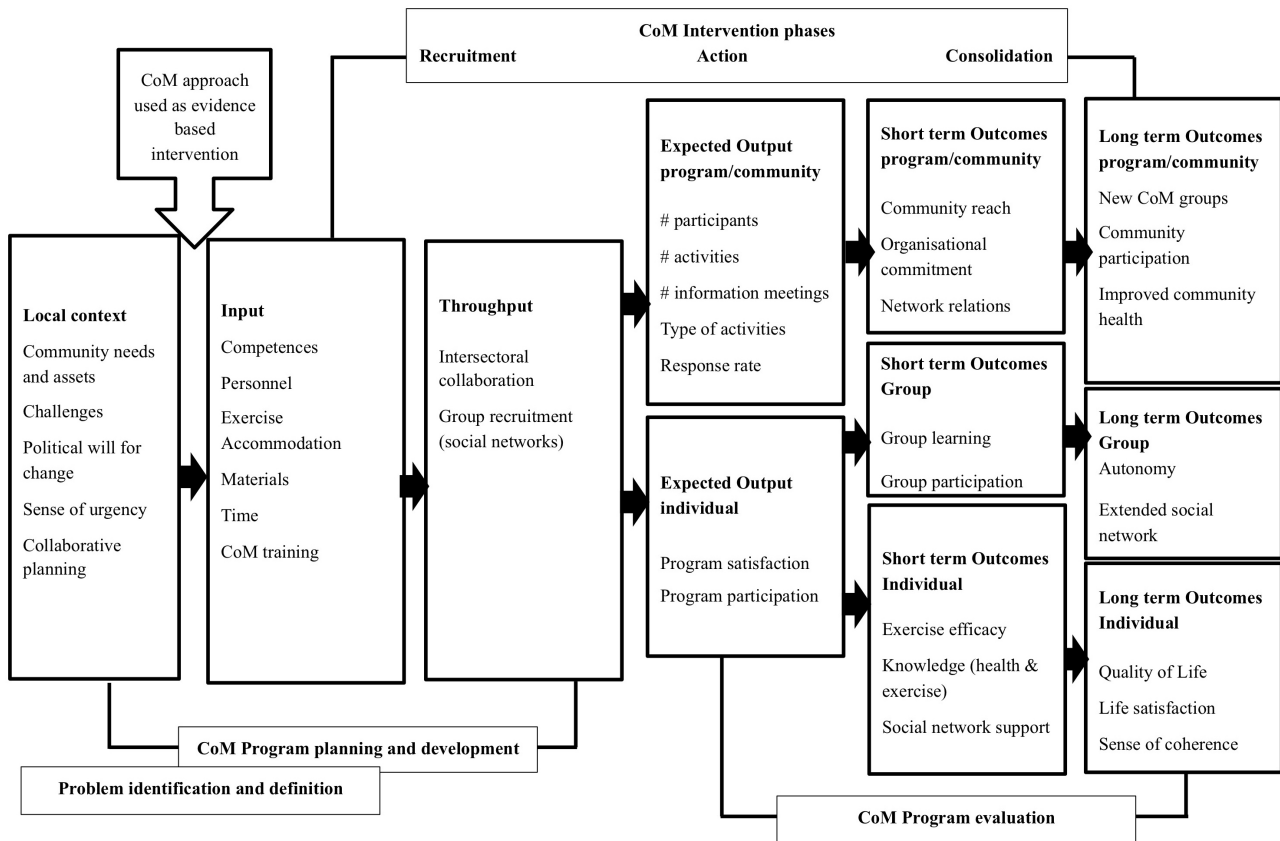 CoM Intervention phases
Recruitment Action Consolidation
CoM approach
used as evidence
based
intervention
Local context
Community needs
and assets
Challenges
Political will for
change
Sense of urgency
Collaborative
planning
Input
Competences
Personnel
Exercise
Accommodation
Materials
Time
CoM training
Throughput
Intersectoral
collaboration
Group recruitment
(social networks)
Expected Output
program/community
# participants
# activities
# information meetings
Type of activities
Response rate
Expected Output
individual
Program satisfaction
Program participation
Short term Outcomes
program/community
Community reach
Organisational
commitment
Network relations
Short term Outcomes
Group
Group learning
Group participation
Short term Outcomes
Individual
Exercise efficacy
Knowledge (health &
exercise)
Social network support
Long term Outcomes
program/community
New CoM groups
Community
participation
Improved community
health
Long term Outcomes
Group
Autonomy
Extended social
network
Long term Outcomes
Individual
Quality of Life
Life satisfaction
Sense of coherence
CoM Program planning and development
Problem identification and definition
CoM Program evaluation